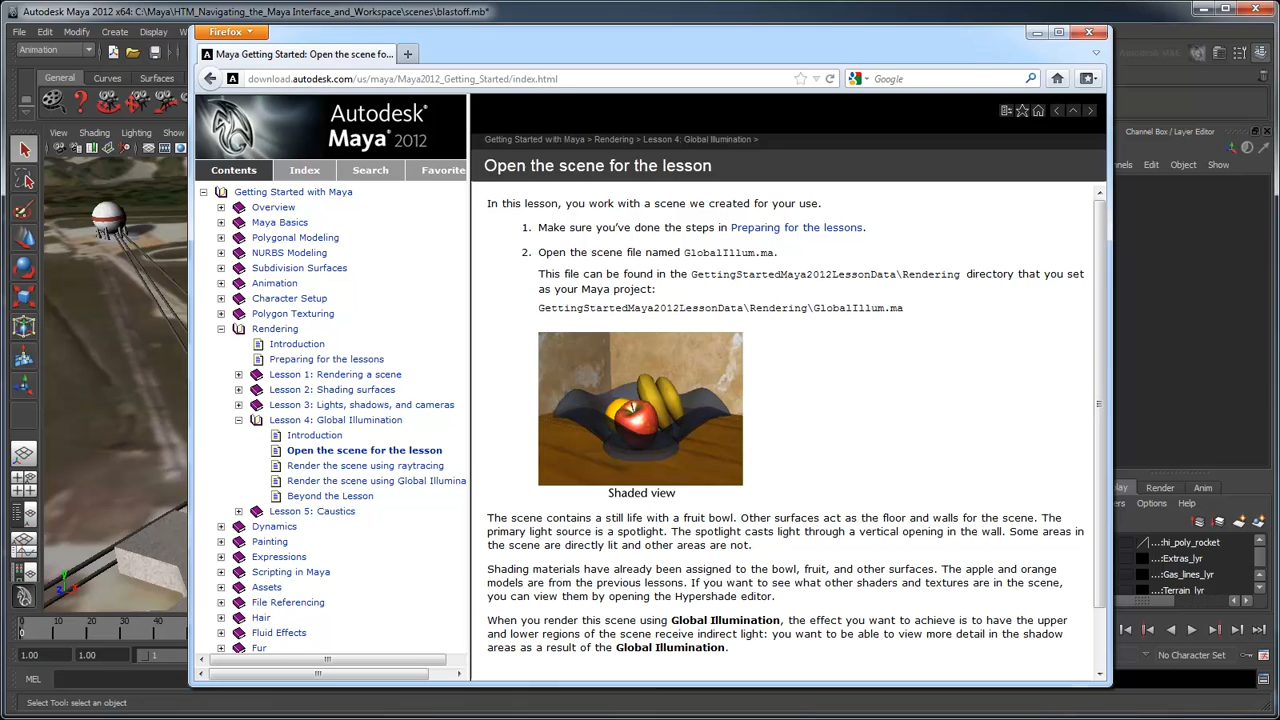 Autodesk Maya 2012 x64: C:\Maya\HTM_Navigating_the_Maya Interface_and_Workspace\scenes\blastoff.mb*
File Edit Modify Create Display
Animation
General Curves Surfaces
View Shading Lighting Show
Firefox
Maya Getting Started: Open the scene fo...
download.autodesk.com/us/maya/Maya2012_Getting_Started/index.html
Google
Autodesk®
Maya® 2012
Contents Index Search Favorite
Getting Started with Maya
Overview
Maya Basics
Polygonal Modeling
NURBS Modeling
Subdivision Surfaces
Animation
Character Setup
Polygon Texturing
Rendering
Introduction
Preparing for the lessons
Lesson 1: Rendering a scene
Lesson 2: Shading surfaces
Lesson 3: Lights, shadows, and cameras
Lesson 4: Global Illumination
Introduction
Open the scene for the lesson
Render the scene using raytracing
Render the scene using Global Illumina
Beyond the Lesson
Lesson 5: Caustics
Dynamics
Painting
Expressions
Scripting in Maya
Assets
File Referencing
Hair
Fluid Effects
Fur
Getting Started with Maya > Rendering > Lesson 4: Global Illumination >
Open the scene for the lesson
In this lesson, you work with a scene we created for your use.
1. Make sure you've done the steps in Preparing for the lessons.
2. Open the scene file named GlobalIllum.ma.
This file can be found in the GettingStartedMaya2012LessonData\Rendering directory that you set
as your Maya project:
GettingStartedMaya2012LessonData\Rendering\GlobalIllum.ma
Shaded view
The scene contains a still life with a fruit bowl. Other surfaces act as the floor and walls for the scene. The
primary light source is a spotlight. The spotlight casts light through a vertical opening in the wall. Some areas in
the scene are directly lit and other areas are not.
Shading materials have already been assigned to the bowl, fruit, and other surfaces. The apple and orange
models are from the previous lessons. If you want to see what other shaders and textures are in the scene,
you can view them by opening the Hypershade editor.
When you render this scene using Global Illumination, the effect you want to achieve is to have the upper
and lower regions of the scene receive indirect light: you want to be able to view more detail in the shadow
areas as a result of the Global Illumination.
Channel Box / Layer Editor
nels Edit Object Show
lay Render Anim
Layers Options Help
...:hi_poly_rocket
...:Extras_lyr
...:Gas_lines_lyr
...:Terrain_lyr
0 10 20 30 40
0
1.00 1.00 1
No Character Set
MEL
Select Tool: select an object
y
z x